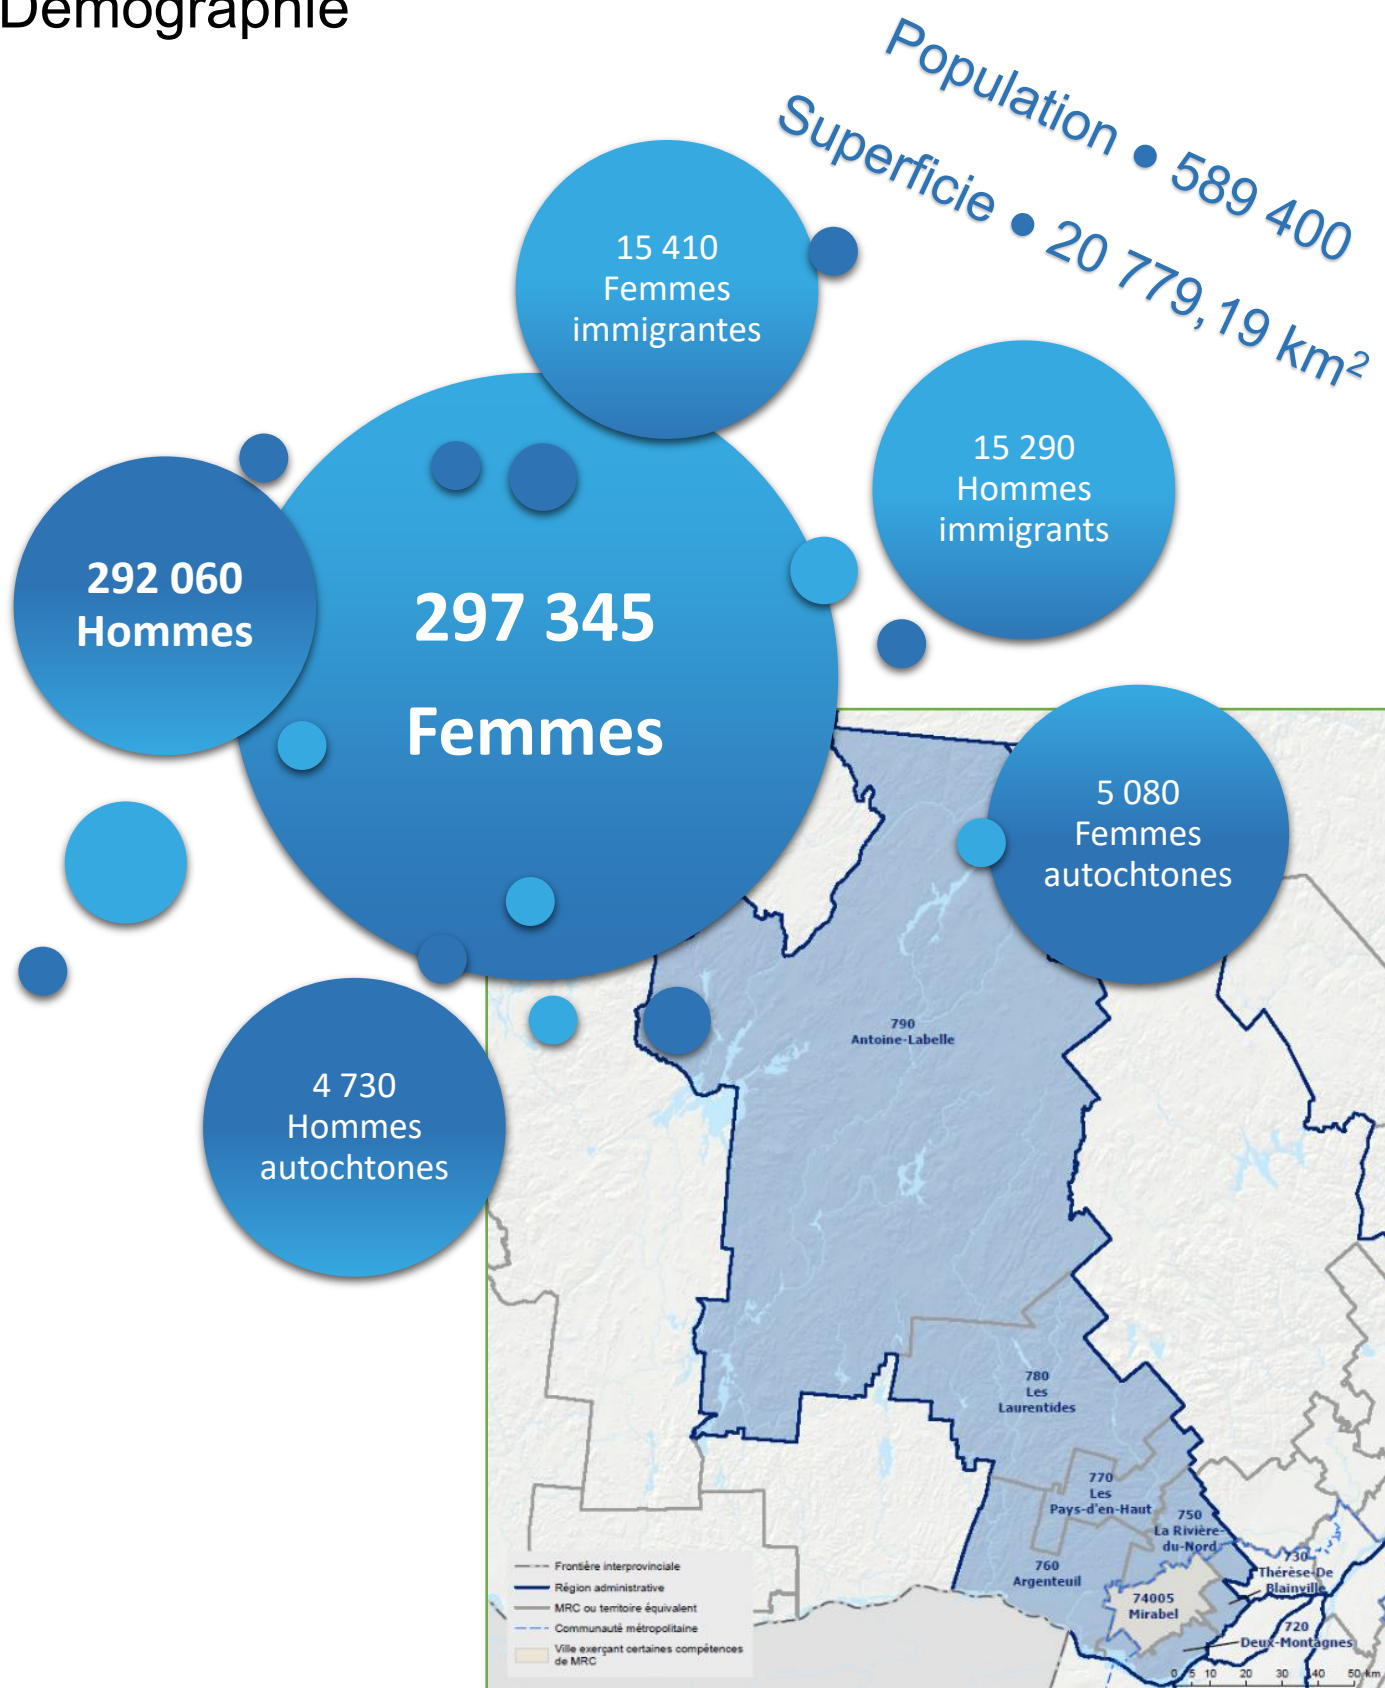 Démographie
Population • 589 400
Superficie • 20 779,19 km²
15 410
Femmes
immigrantes
15 290
Hommes
immigrants
292 060
Hommes
297 345
Femmes
5 080
Femmes
autochtones
4 730
Hommes
autochtones
790
Antoine-Labelle
780
Les
Laurentides
770
Les
Pays-d'en-Haut
750
La Rivière-
du-Nord
760
Argenteuil
730
Thérèse-De
Blainville
74005
Mirabel
720
Deux-Montagnes
Frontière interprovinciale
Région administrative
MRC ou territoire équivalent
Communauté métropolitaine
Ville exerçant certaines compétences
de MRC
0 5 10 20 30 40 50 km